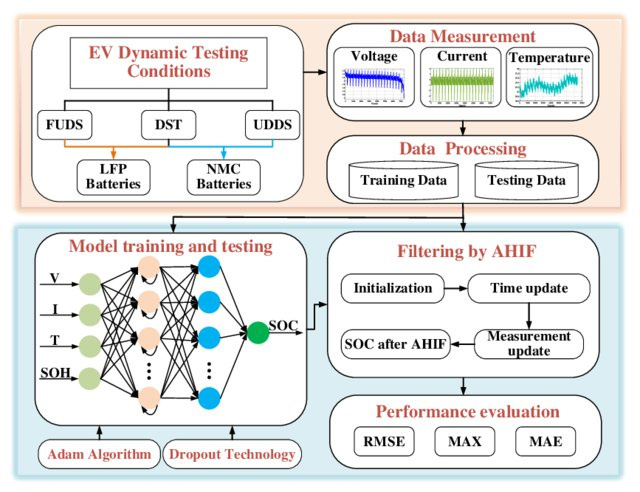 EV Dynamic Testing
Conditions
FUDS
DST
UDDS
LFP
Batteries
NMC
Batteries
Data Measurement
Voltage
Current
Temperature
Data Processing
Training Data
Testing Data
Model training and testing
V
I
T
SOH
SOC
Adam Algorithm
Dropout Technology
Filtering by AHIF
Initialization
Time update
SOC after AHIF
Measurement
update
Performance evaluation
RMSE
MAX
MAE